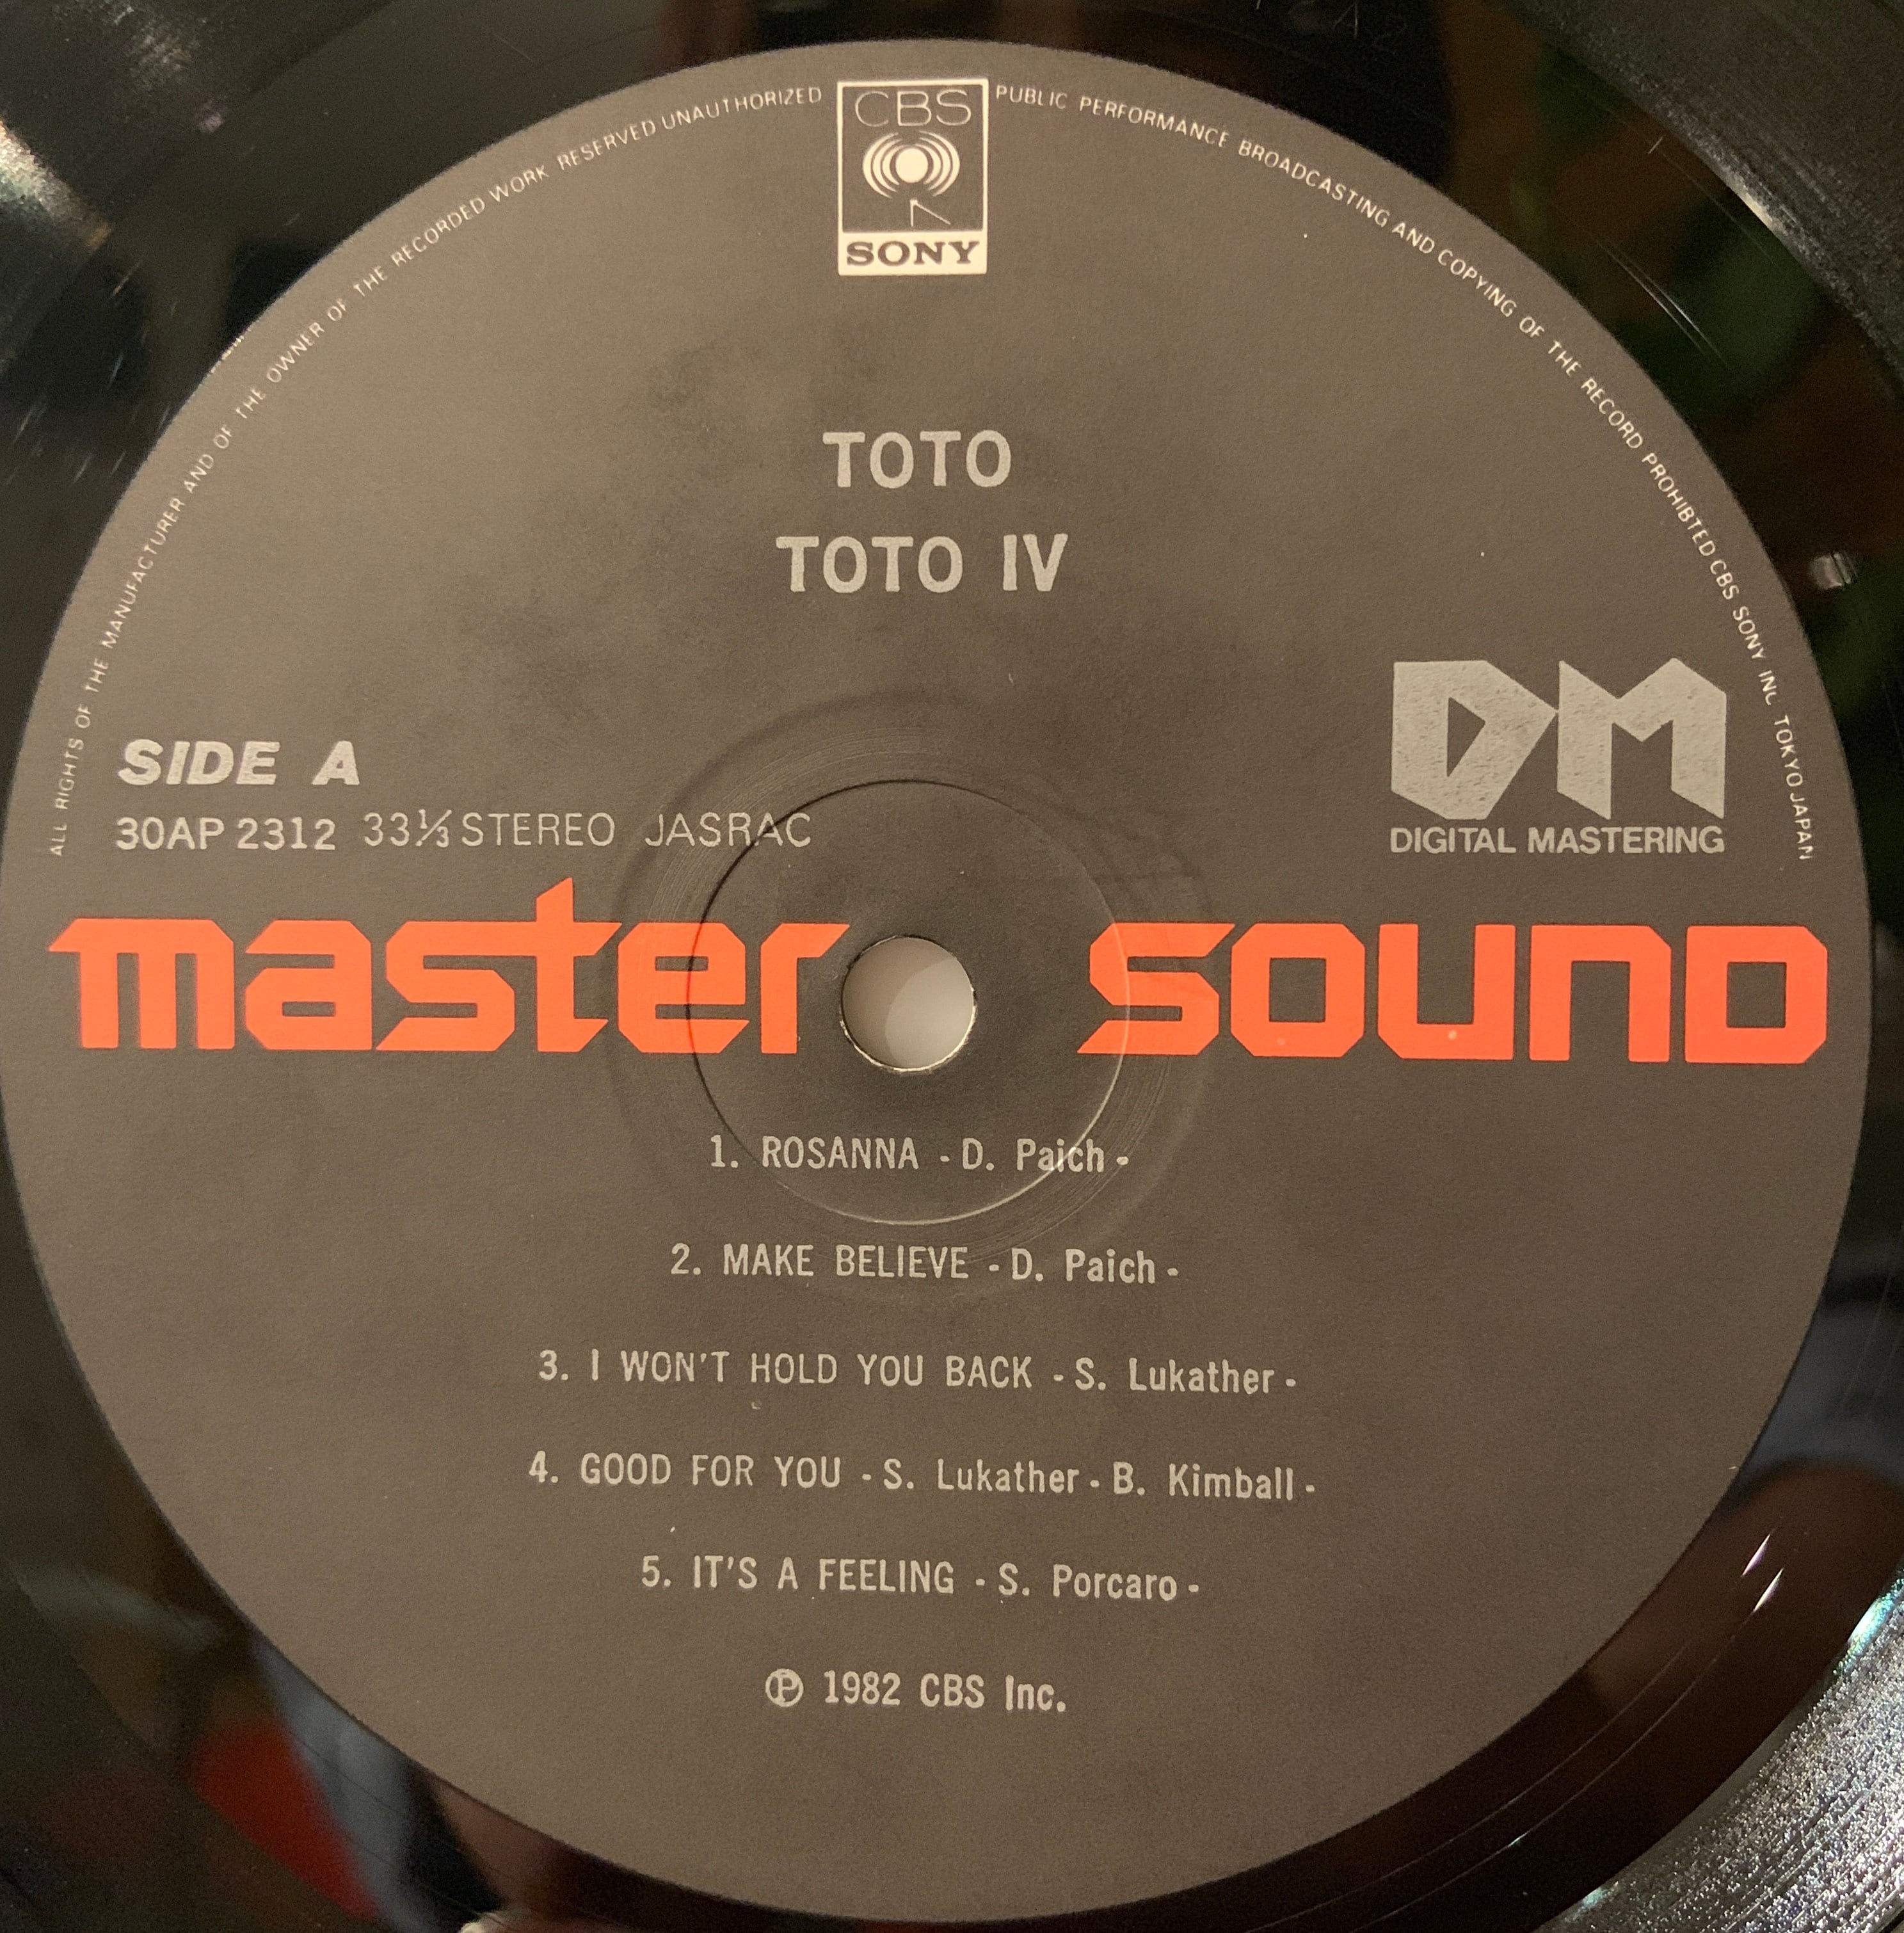 ALL RIGHTS OF THE MANUFACTURER AND OF THE OWNER OF THE RECORDED WORK RESERVED UNAUTHORIZED PUBLIC PERFORMANCE BROADCASTING AND COPYING OF THE RECORD PROHIBITED CBS SONY INC. TOKYO JAPAN
CBS
SONY
TOTO
TOTO IV
DM
DIGITAL MASTERING
SIDE A
30AP 2312 33⅓ STEREO JASRAC
master sound
1. ROSANNA - D. Paich -
2. MAKE BELIEVE - D. Paich -
3. I WON'T HOLD YOU BACK - S. Lukather -
4. GOOD FOR YOU - S. Lukather - B. Kimball -
5. IT'S A FEELING - S. Porcaro -
℗ 1982 CBS Inc.